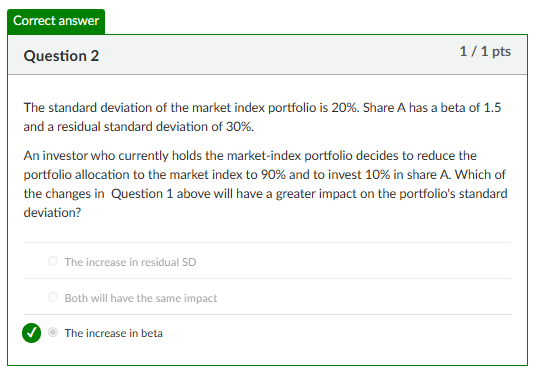 Correct answer
Question 2
1 / 1 pts
The standard deviation of the market index portfolio is 20%. Share A has a beta of 1.5
and a residual standard deviation of 30%.
An investor who currently holds the market-index portfolio decides to reduce the
portfolio allocation to the market index to 90% and to invest 10% in share A. Which of
the changes in Question 1 above will have a greater impact on the portfolio's standard
deviation?
The increase in residual SD
Both will have the same impact
The increase in beta